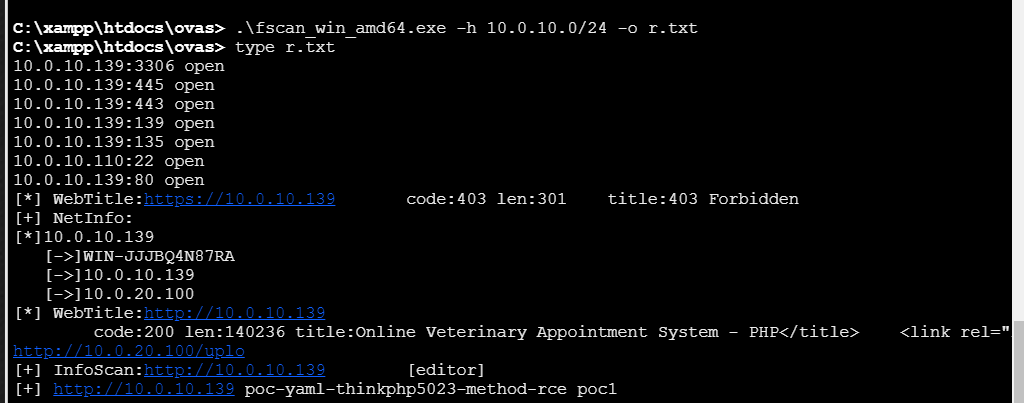 C:\xampp\htdocs\ovas> .\fscan_win_amd64.exe -h 10.0.10.0/24 -o r.txt
C:\xampp\htdocs\ovas> type r.txt
10.0.10.139:3306 open
10.0.10.139:445 open
10.0.10.139:443 open
10.0.10.139:139 open
10.0.10.139:135 open
10.0.10.110:22 open
10.0.10.139:80 open
[*] WebTitle:https://10.0.10.139       code:403 len:301    title:403 Forbidden
[+] NetInfo:
[*]10.0.10.139
   [->]WIN-JJJBQ4N87RA
   [->]10.0.10.139
   [->]10.0.20.100
[*] WebTitle:http://10.0.10.139
        code:200 len:140236 title:Online Veterinary Appointment System - PHP</title>    <link rel="
http://10.0.20.100/uplo
[+] InfoScan:http://10.0.10.139        [editor]
[+] http://10.0.10.139 poc-yaml-thinkphp5023-method-rce poc1